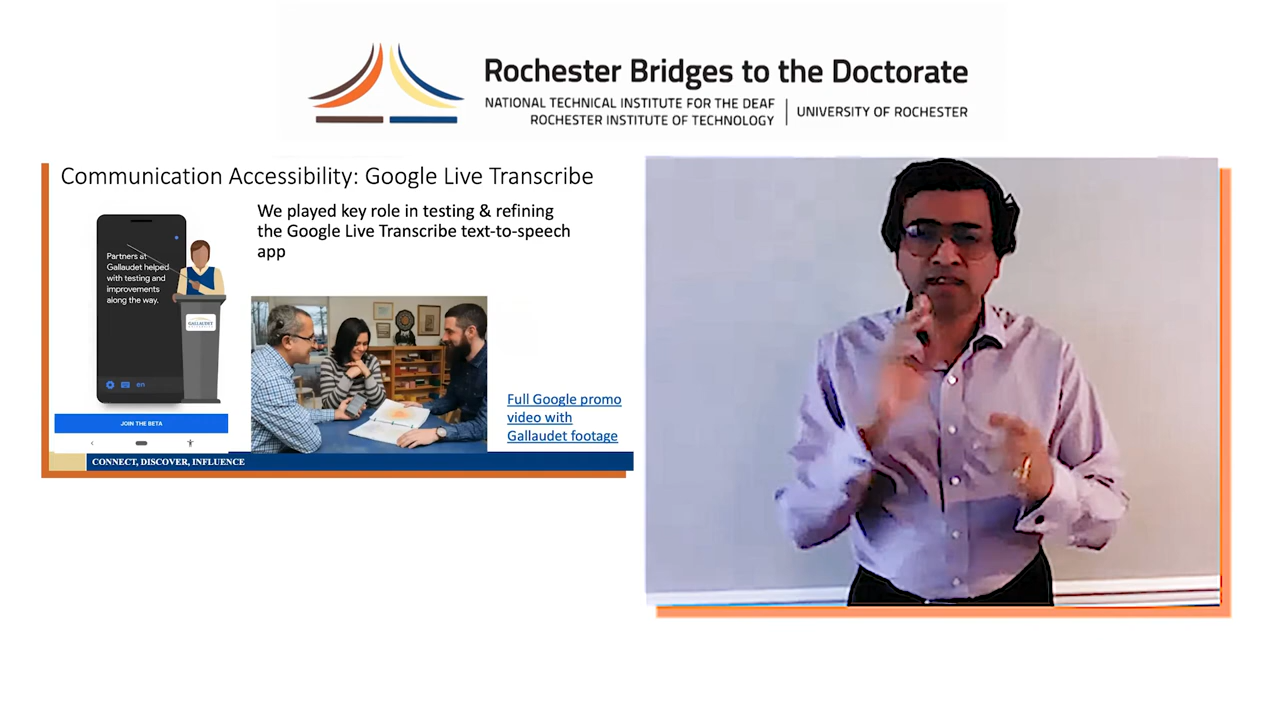 Rochester Bridges to the Doctorate
NATIONAL TECHNICAL INSTITUTE FOR THE DEAF
ROCHESTER INSTITUTE OF TECHNOLOGY
UNIVERSITY OF ROCHESTER
Communication Accessibility: Google Live Transcribe
We played key role in testing & refining
the Google Live Transcribe text-to-speech
app
Partners at
Gallaudet helped
with testing and
improvements
along the way.
GALLAUDET
en
JOIN THE BETA
Full Google promo
video with
Gallaudet footage
CONNECT, DISCOVER, INFLUENCE